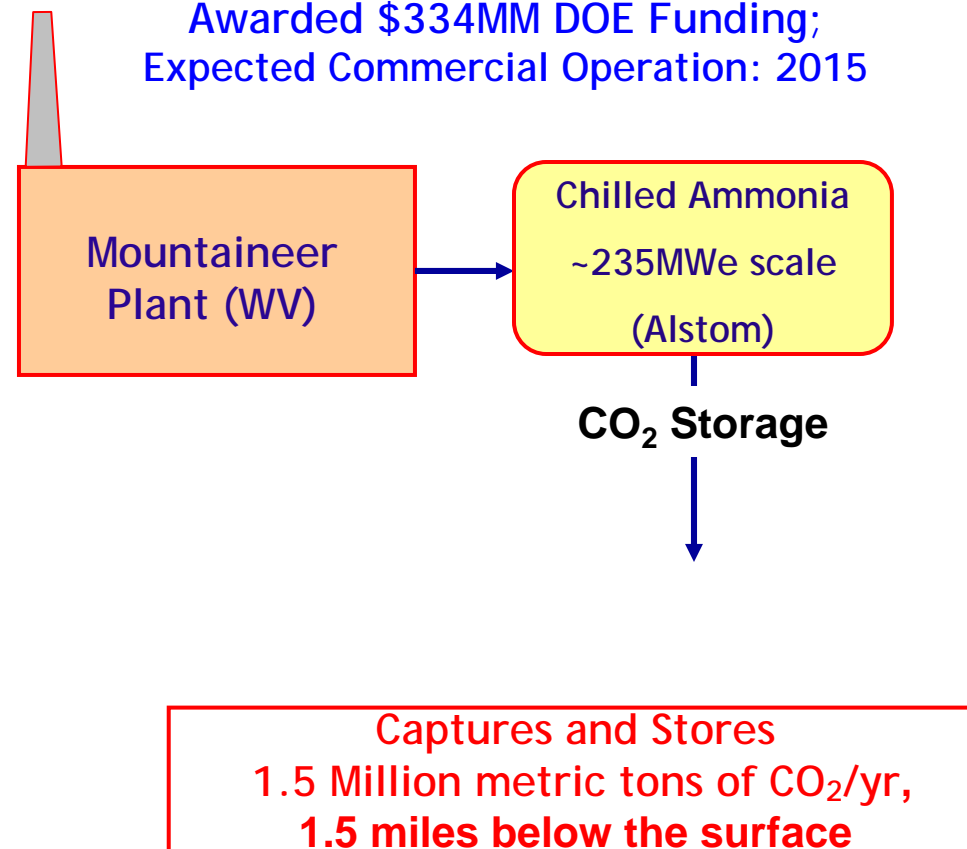 Awarded $334MM DOE Funding;
Expected Commercial Operation: 2015
Mountaineer
Plant (WV)
Chilled Ammonia
~235MWe scale
(Alstom)
CO₂ Storage
Captures and Stores
1.5 Million metric tons of CO₂/yr,
1.5 miles below the surface